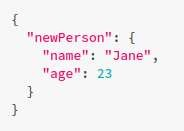 {
  "newPerson": {
    "name": "Jane",
    "age": 23
  }
}